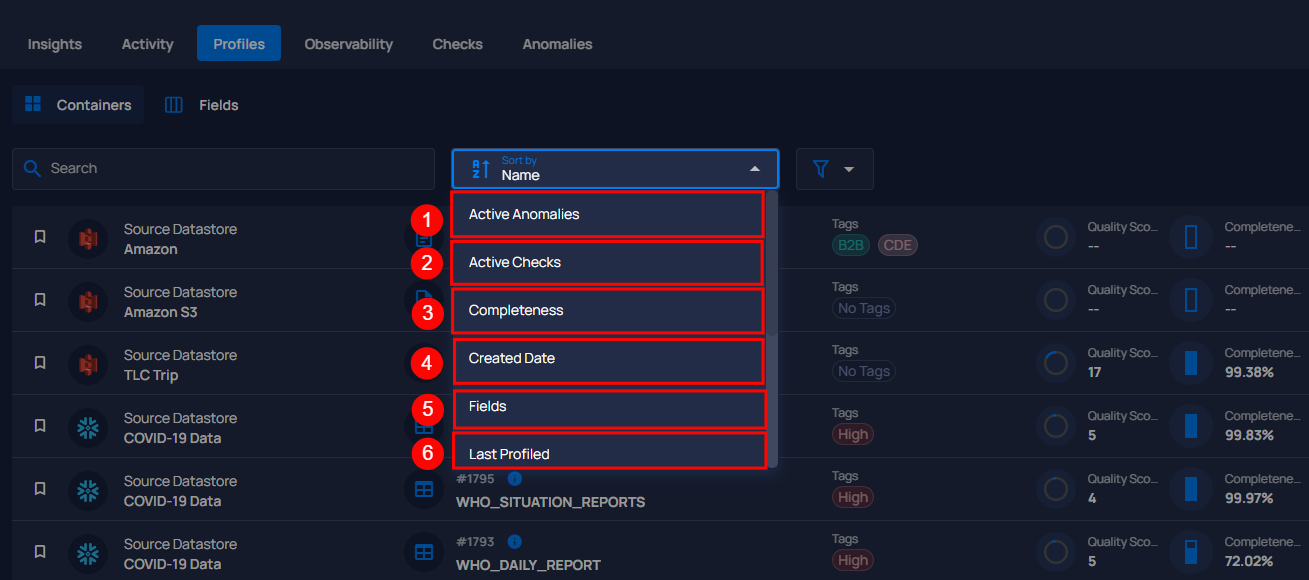 Insights Activity Profiles Observability Checks Anomalies
Containers Fields
Search
Sort by
Name
1 Active Anomalies
2 Active Checks
3 Completeness
4 Created Date
5 Fields
6 Last Profiled
Source Datastore
Amazon
Tags
B2B CDE
Quality Sco...
--
Completene...
--
Source Datastore
Amazon S3
Tags
No Tags
Quality Sco...
--
Completene...
--
Source Datastore
TLC Trip
Tags
No Tags
Quality Sco...
17
Completene...
99.38%
Source Datastore
COVID-19 Data
Tags
High
Quality Sco...
5
Completene...
99.83%
Source Datastore
COVID-19 Data
#1795
WHO_SITUATION_REPORTS
Tags
High
Quality Sco...
4
Completene...
99.97%
Source Datastore
COVID-19 Data
#1793
WHO_DAILY_REPORT
Tags
High
Quality Sco...
5
Completene...
72.02%